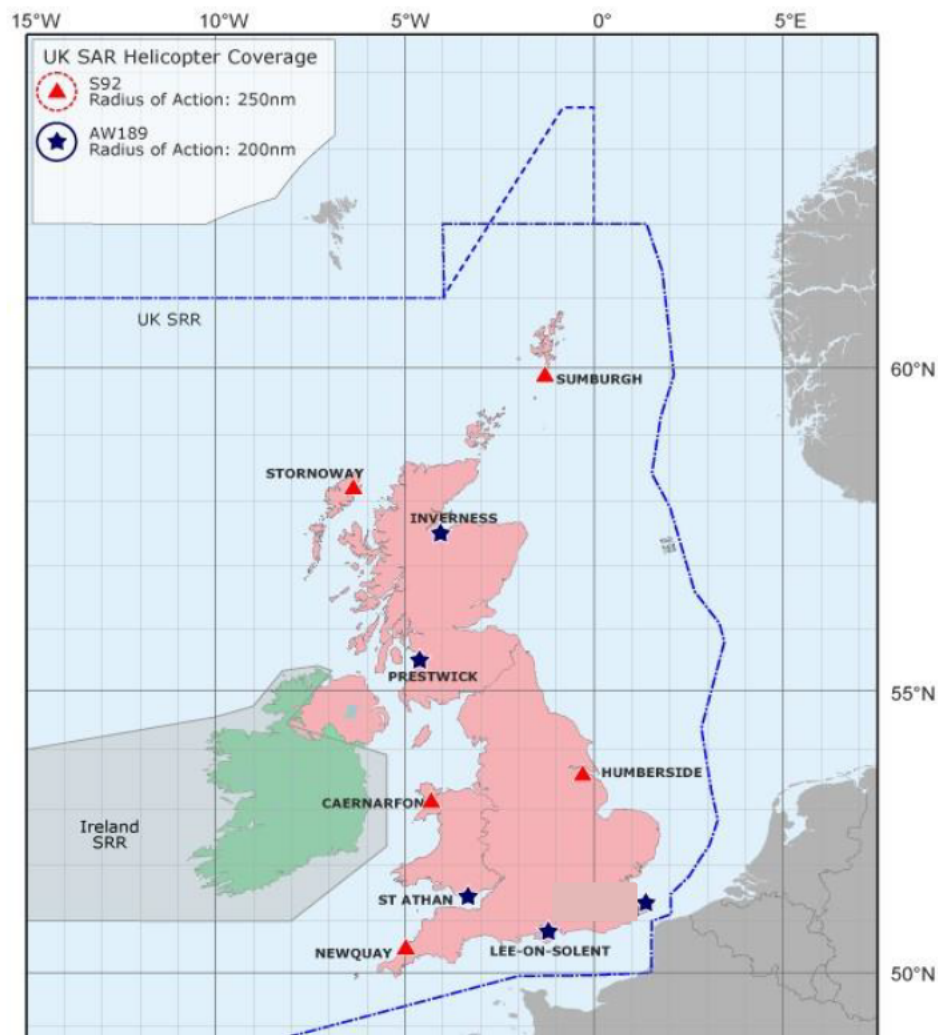 15°W 10°W 5°W 0° 5°E
UK SAR Helicopter Coverage
S92
Radius of Action: 250nm
AW189
Radius of Action: 200nm
UK SRR
60°N
SUMBURGH
STORNOWAY
INVERNESS
PRESTWICK
55°N
HUMBERSIDE
CAERNARFON
Ireland
SRR
ST ATHAN
NEWQUAY
LEE-ON-SOLENT
50°N